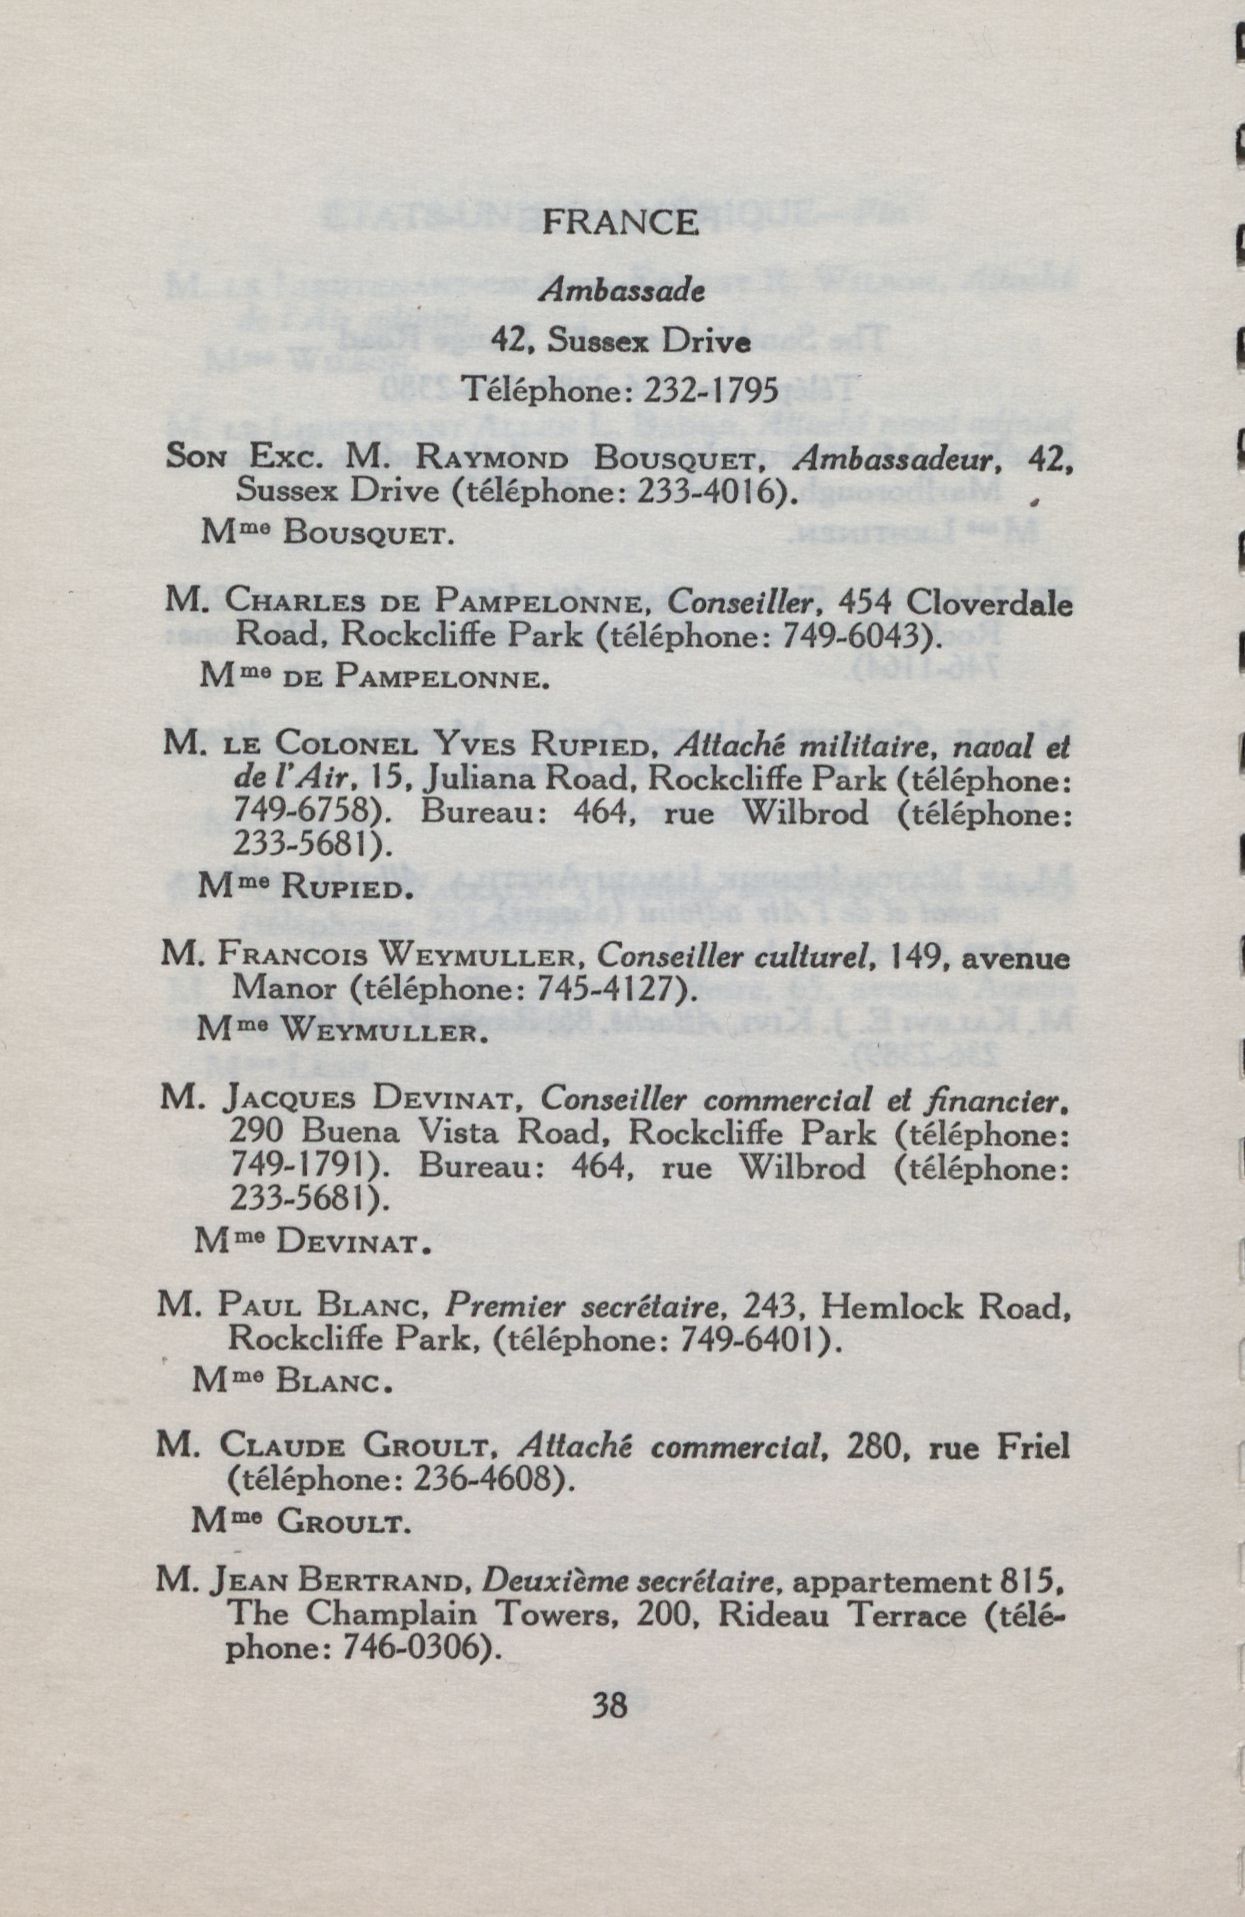 FRANCE
Ambassade
42, Sussex Drive
Téléphone: 232-1795
SON EXC. M. RAYMOND BOUSQUET, Ambassadeur, 42,
Sussex Drive (téléphone: 233-4016).
Mme BOUSQUET.
M. CHARLES DE PAMPELONNE, Conseiller, 454 Cloverdale
Road, Rockcliffe Park (téléphone: 749-6043).
Mme DE PAMPELONNE.
M. LE COLONEL YVES RUPIED, Attaché militaire, naval et
de l'Air, 15, Juliana Road, Rockcliffe Park (téléphone:
749-6758). Bureau: 464, rue Wilbrod (téléphone:
233-5681).
Mme RUPIED.
M. FRANCOIS WEYMULLER, Conseiller culturel, 149, avenue
Manor (téléphone: 745-4127).
Mme WEYMULLER.
M. JACQUES DEVINAT, Conseiller commercial et financier,
290 Buena Vista Road, Rockcliffe Park (téléphone:
749-1791). Bureau: 464, rue Wilbrod (téléphone:
233-5681).
Mme DEVINAT.
M. PAUL BLANC, Premier secrétaire, 243, Hemlock Road,
Rockcliffe Park, (téléphone: 749-6401).
Mme BLANC.
M. CLAUDE GROULT, Attaché commercial, 280, rue Friel
(téléphone: 236-4608).
Mme GROULT.
M. JEAN BERTRAND, Deuxième secrétaire, appartement 815,
The Champlain Towers, 200, Rideau Terrace (télé-
phone: 746-0306).
38